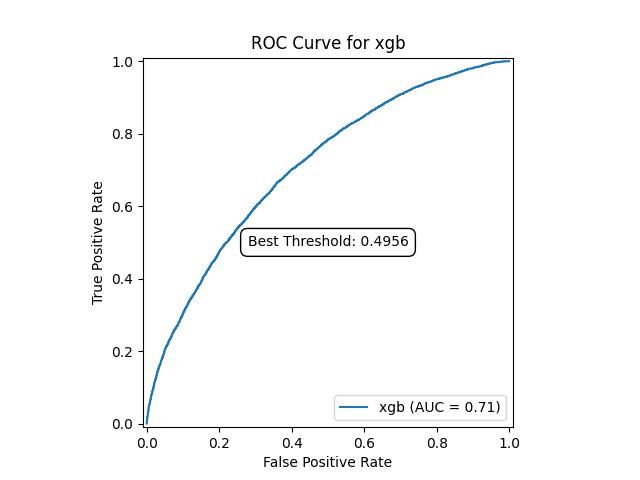 ROC Curve for xgb
1.0
0.8
0.6
0.4
0.2
0.0
True Positive Rate
Best Threshold: 0.4956
xgb (AUC = 0.71)
0.0 0.2 0.4 0.6 0.8 1.0
False Positive Rate